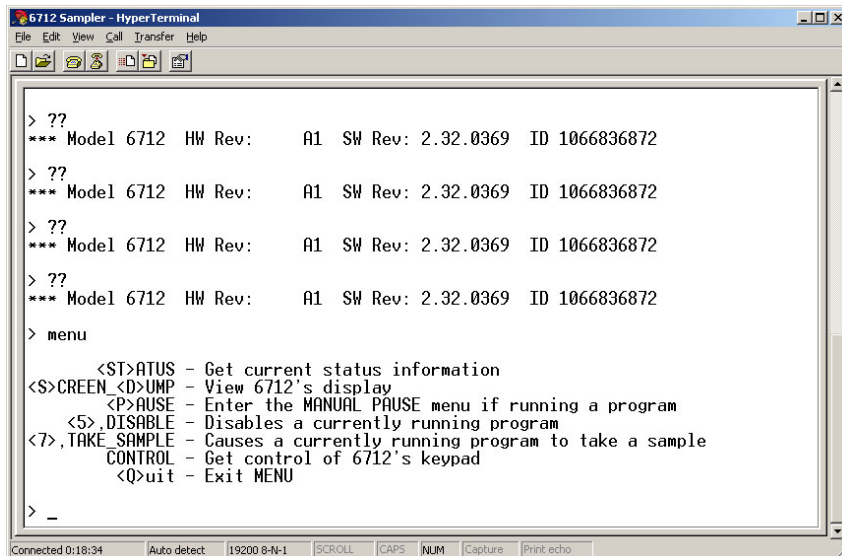 6712 Sampler - HyperTerminal
File Edit View Call Transfer Help
> ??
*** Model 6712 HW Rev: A1 SW Rev: 2.32.0369 ID 1066836872
> ??
*** Model 6712 HW Rev: A1 SW Rev: 2.32.0369 ID 1066836872
> ??
*** Model 6712 HW Rev: A1 SW Rev: 2.32.0369 ID 1066836872
> ??
*** Model 6712 HW Rev: A1 SW Rev: 2.32.0369 ID 1066836872
> menu
<ST>ATUS - Get current status information
<S>CREEN_<D>UMP - View 6712's display
<P>AUSE - Enter the MANUAL PAUSE menu if running a program
<5>,DISABLE - Disables a currently running program
<7>,TAKE_SAMPLE - Causes a currently running program to take a sample
CONTROL - Get control of 6712's keypad
<Q>uit - Exit MENU
> _
Connected 0:18:34 Auto detect 19200 8-N-1 SCROLL CAPS NUM Capture Print echo